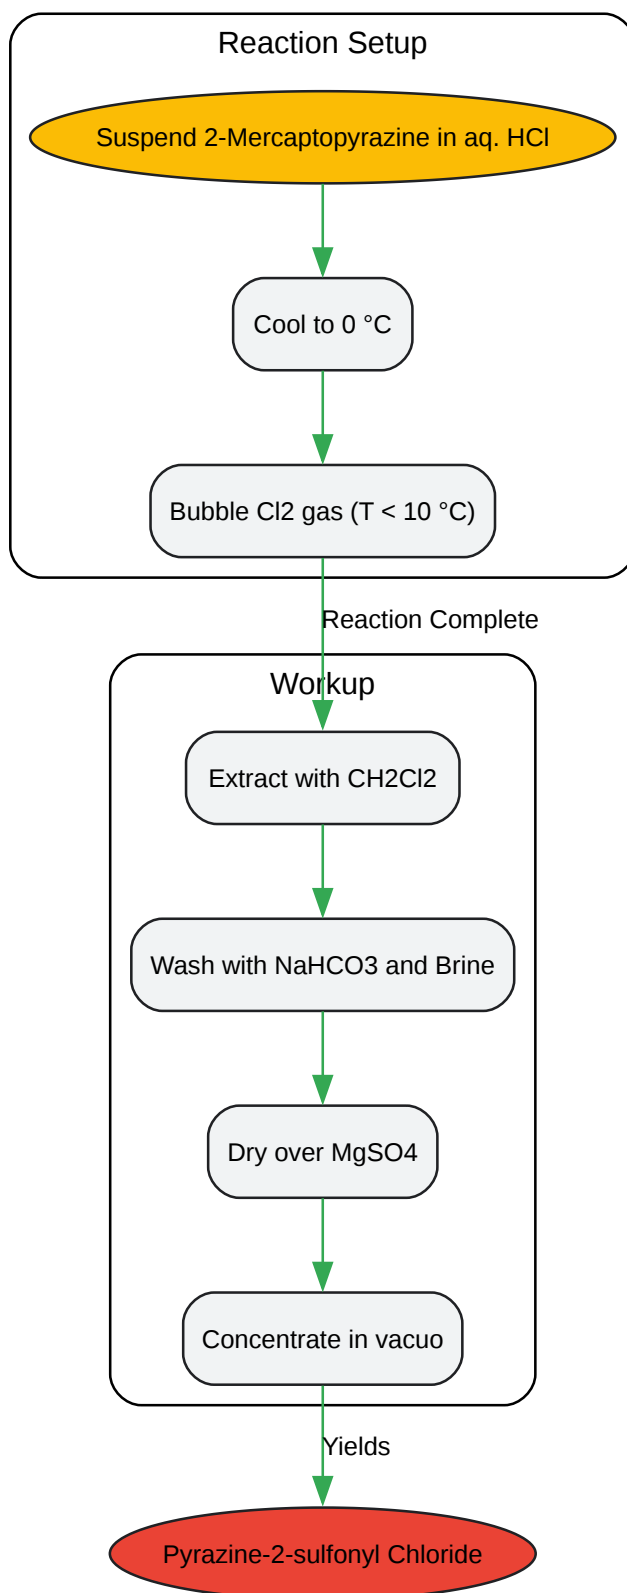 Reaction Setup
Suspend 2-Mercaptopyrazine in aq. HCl
Cool to 0 °C
Bubble Cl2 gas (T < 10 °C)
Reaction Complete
Workup
Extract with CH2Cl2
Wash with NaHCO3 and Brine
Dry over MgSO4
Concentrate in vacuo
Yields
Pyrazine-2-sulfonyl Chloride